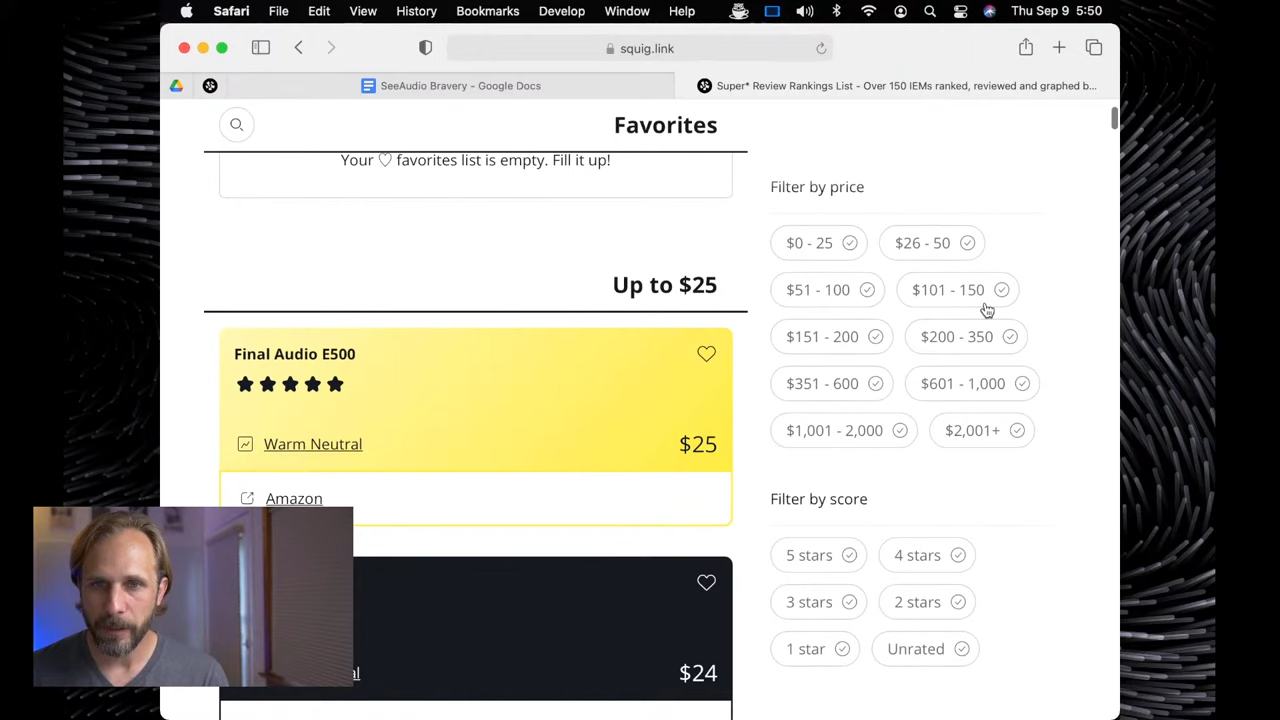 Safari File Edit View History Bookmarks Develop Window Help Thu Sep 9 5:50
squig.link
SeeAudio Bravery - Google Docs
Super* Review Rankings List - Over 150 IEMs ranked, reviewed and graphed b...
Favorites
Your ♡ favorites list is empty. Fill it up!
Filter by price
$0 - 25
$26 - 50
$51 - 100
$101 - 150
$151 - 200
$200 - 350
$351 - 600
$601 - 1,000
$1,001 - 2,000
$2,001+
Up to $25
Final Audio E500
Warm Neutral
$25
Amazon
Filter by score
5 stars
4 stars
3 stars
2 stars
1 star
Unrated
al
$24